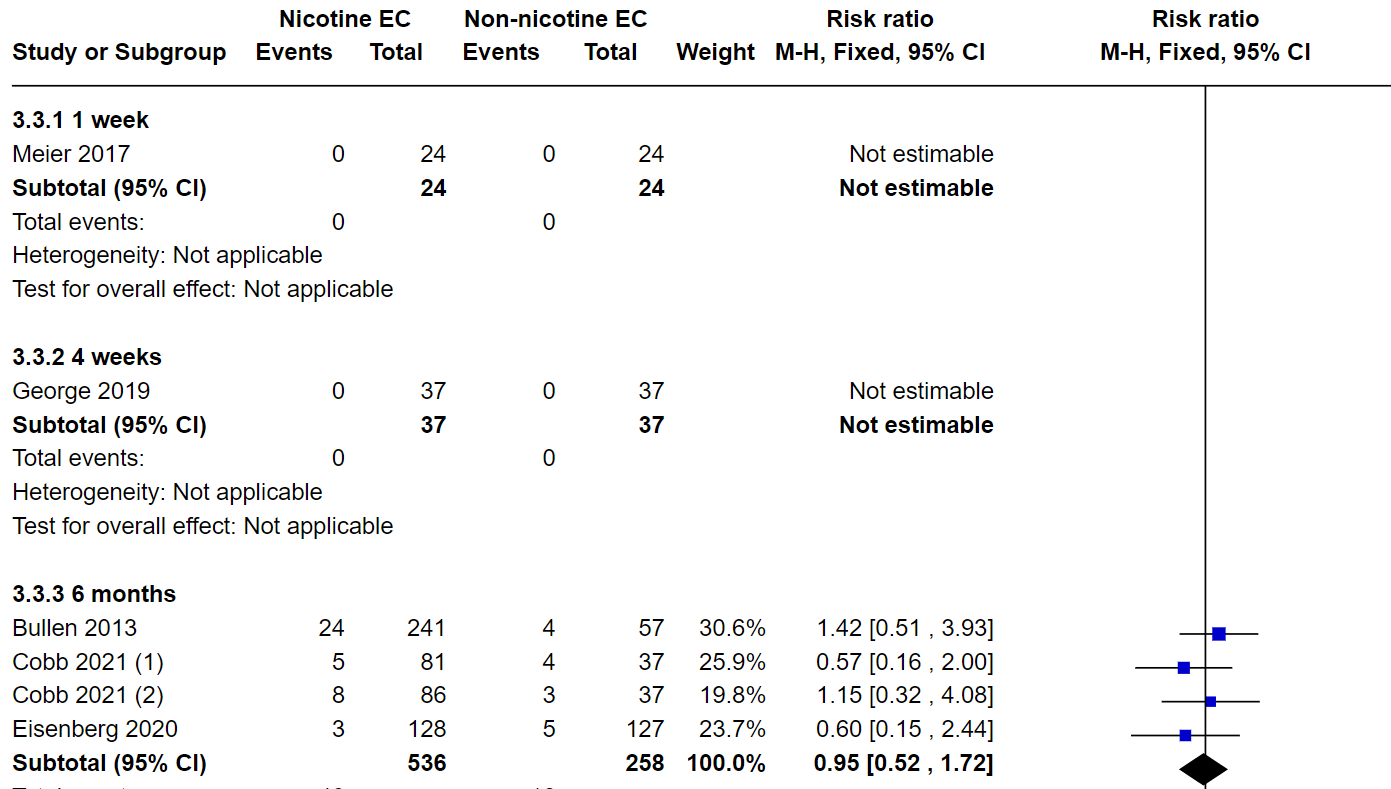 Nicotine EC Non-nicotine EC Risk ratio Risk ratio
Study or Subgroup Events Total Events Total Weight M-H, Fixed, 95% CI M-H, Fixed, 95% CI
3.3.1 1 week
Meier 2017 0 24 0 24 Not estimable
Subtotal (95% CI) 24 24 Not estimable
Total events: 0 0
Heterogeneity: Not applicable
Test for overall effect: Not applicable
3.3.2 4 weeks
George 2019 0 37 0 37 Not estimable
Subtotal (95% CI) 37 37 Not estimable
Total events: 0 0
Heterogeneity: Not applicable
Test for overall effect: Not applicable
3.3.3 6 months
Bullen 2013 24 241 4 57 30.6% 1.42 [0.51 , 3.93]
Cobb 2021 (1) 5 81 4 37 25.9% 0.57 [0.16 , 2.00]
Cobb 2021 (2) 8 86 3 37 19.8% 1.15 [0.32 , 4.08]
Eisenberg 2020 3 128 5 127 23.7% 0.60 [0.15 , 2.44]
Subtotal (95% CI) 536 258 100.0% 0.95 [0.52 , 1.72]